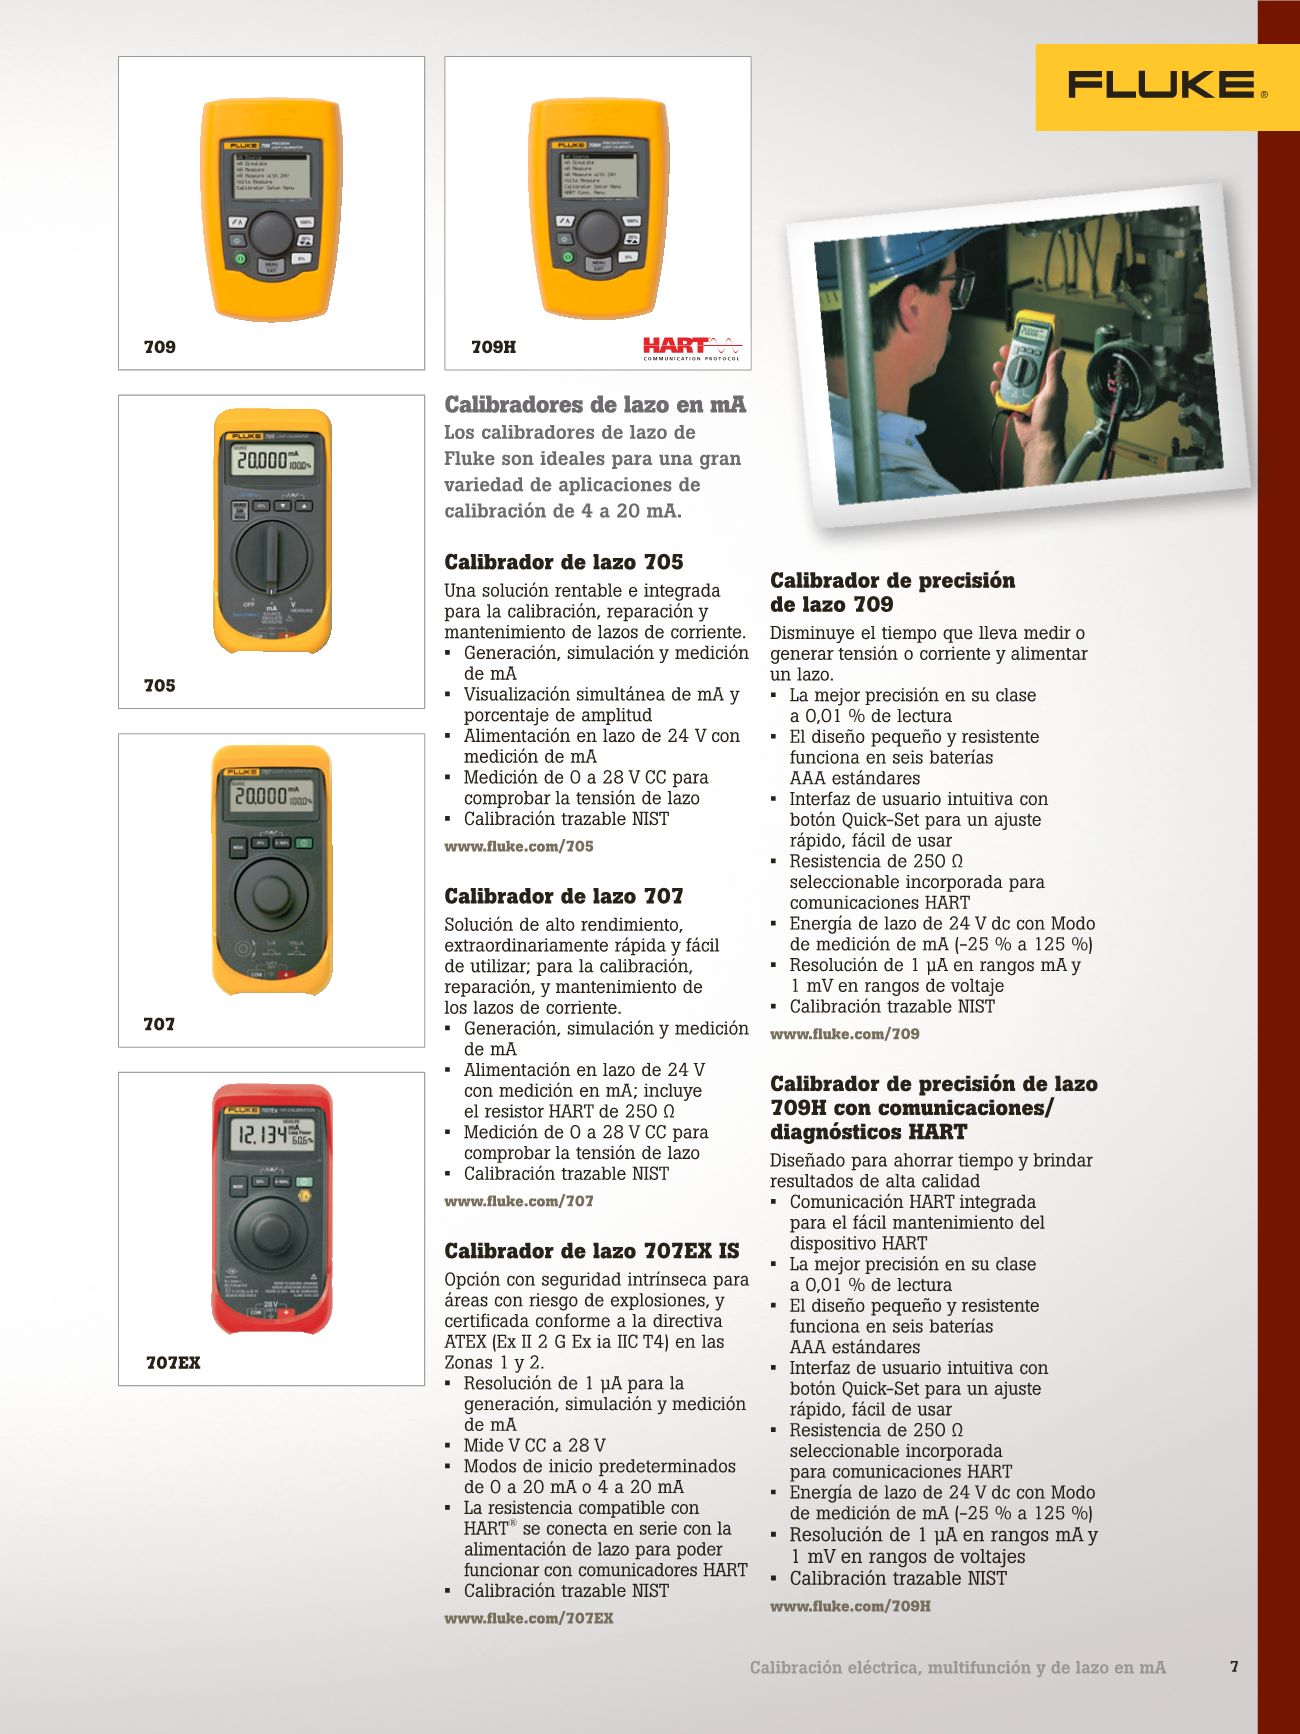 FLUKE®
709
709H
HART
COMMUNICATION PROTOCOL
705
707
707EX
Calibradores de lazo en mA
Los calibradores de lazo de
Fluke son ideales para una gran
variedad de aplicaciones de
calibración de 4 a 20 mA.
Calibrador de lazo 705
Una solución rentable e integrada
para la calibración, reparación y
mantenimiento de lazos de corriente.
▪ Generación, simulación y medición
de mA
▪ Visualización simultánea de mA y
porcentaje de amplitud
▪ Alimentación en lazo de 24 V con
medición de mA
▪ Medición de 0 a 28 V CC para
comprobar la tensión de lazo
▪ Calibración trazable NIST
www.fluke.com/705
Calibrador de lazo 707
Solución de alto rendimiento,
extraordinariamente rápida y fácil
de utilizar; para la calibración,
reparación, y mantenimiento de
los lazos de corriente.
▪ Generación, simulación y medición
de mA
▪ Alimentación en lazo de 24 V
con medición en mA; incluye
el resistor HART de 250 Ω
▪ Medición de 0 a 28 V CC para
comprobar la tensión de lazo
▪ Calibración trazable NIST
www.fluke.com/707
Calibrador de lazo 707EX IS
Opción con seguridad intrínseca para
áreas con riesgo de explosiones, y
certificada conforme a la directiva
ATEX (Ex II 2 G Ex ia IIC T4) en las
Zonas 1 y 2.
▪ Resolución de 1 µA para la
generación, simulación y medición
de mA
▪ Mide V CC a 28 V
▪ Modos de inicio predeterminados
de 0 a 20 mA o 4 a 20 mA
▪ La resistencia compatible con
HART® se conecta en serie con la
alimentación de lazo para poder
funcionar con comunicadores HART
▪ Calibración trazable NIST
www.fluke.com/707EX
Calibrador de precisión
de lazo 709
Disminuye el tiempo que lleva medir o
generar tensión o corriente y alimentar
un lazo.
▪ La mejor precisión en su clase
a 0,01 % de lectura
▪ El diseño pequeño y resistente
funciona en seis baterías
AAA estándares
▪ Interfaz de usuario intuitiva con
botón Quick-Set para un ajuste
rápido, fácil de usar
▪ Resistencia de 250 Ω
seleccionable incorporada para
comunicaciones HART
▪ Energía de lazo de 24 V dc con Modo
de medición de mA (-25 % a 125 %)
▪ Resolución de 1 µA en rangos mA y
1 mV en rangos de voltaje
▪ Calibración trazable NIST
www.fluke.com/709
Calibrador de precisión de lazo
709H con comunicaciones/
diagnósticos HART
Diseñado para ahorrar tiempo y brindar
resultados de alta calidad
▪ Comunicación HART integrada
para el fácil mantenimiento del
dispositivo HART
▪ La mejor precisión en su clase
a 0,01 % de lectura
▪ El diseño pequeño y resistente
funciona en seis baterías
AAA estándares
▪ Interfaz de usuario intuitiva con
botón Quick-Set para un ajuste
rápido, fácil de usar
▪ Resistencia de 250 Ω
seleccionable incorporada
para comunicaciones HART
▪ Energía de lazo de 24 V dc con Modo
de medición de mA (-25 % a 125 %)
▪ Resolución de 1 µA en rangos mA y
1 mV en rangos de voltajes
▪ Calibración trazable NIST
www.fluke.com/709H
Calibración eléctrica, multifunción y de lazo en mA 7